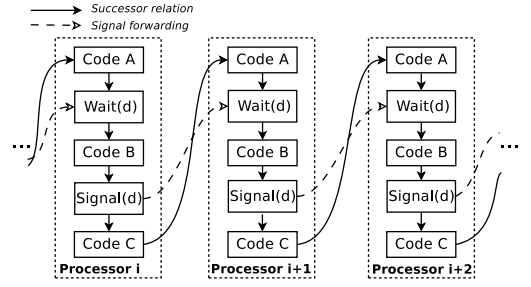 Successor relation
Signal forwarding
Code A
Wait(d)
Code B
Signal(d)
Code C
Processor i
Code A
Wait(d)
Code B
Signal(d)
Code C
Processor i+1
Code A
Wait(d)
Code B
Signal(d)
Code C
Processor i+2
...
...